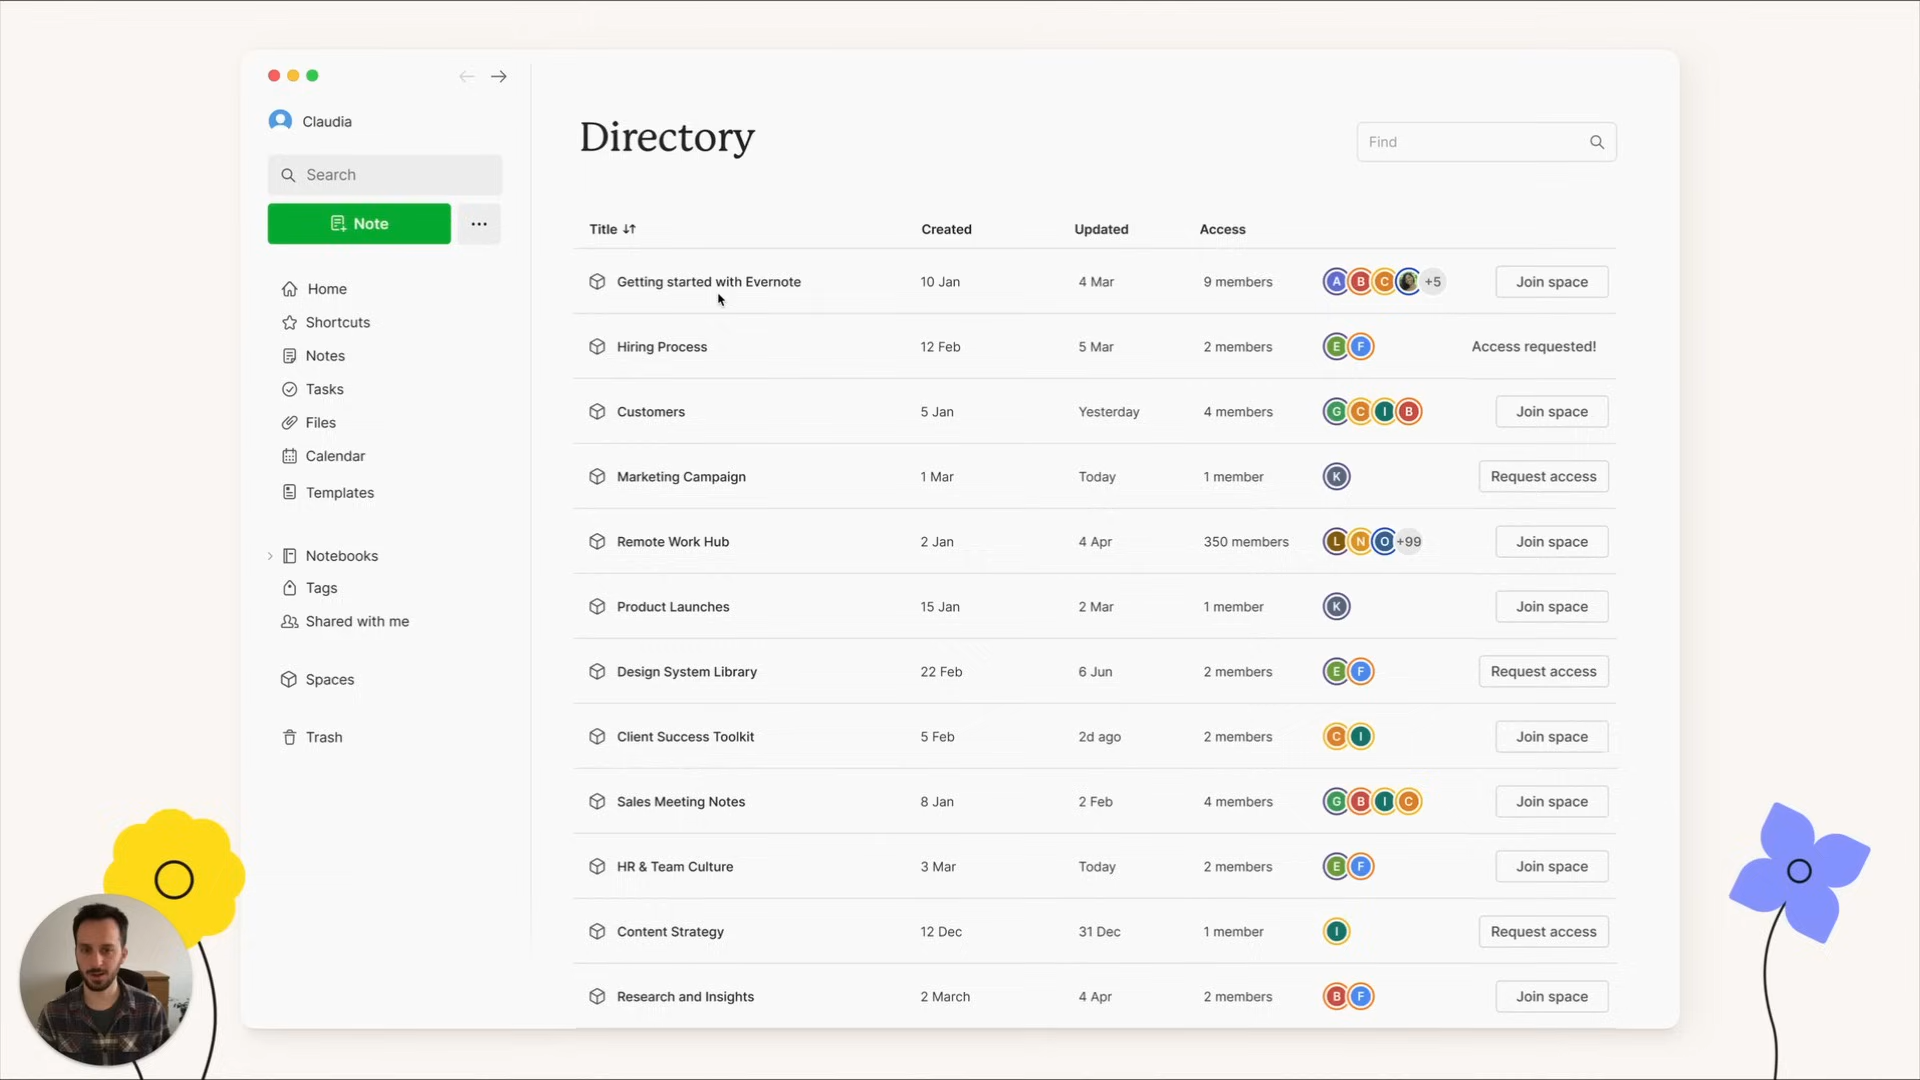 Claudia
Search
Note
Home
Shortcuts
Notes
Tasks
Files
Calendar
Templates
Notebooks
Tags
Shared with me
Spaces
Trash
Directory
Find
Title Created Updated Access
Getting started with Evernote 10 Jan 4 Mar 9 members A B C +5 Join space
Hiring Process 12 Feb 5 Mar 2 members E F Access requested!
Customers 5 Jan Yesterday 4 members G C I B Join space
Marketing Campaign 1 Mar Today 1 member K Request access
Remote Work Hub 2 Jan 4 Apr 350 members L N O +99 Join space
Product Launches 15 Jan 2 Mar 1 member K Join space
Design System Library 22 Feb 6 Jun 2 members E F Request access
Client Success Toolkit 5 Feb 2d ago 2 members C I Join space
Sales Meeting Notes 8 Jan 2 Feb 4 members G B I C Join space
HR & Team Culture 3 Mar Today 2 members E F Join space
Content Strategy 12 Dec 31 Dec 1 member I Request access
Research and Insights 2 March 4 Apr 2 members B F Join space